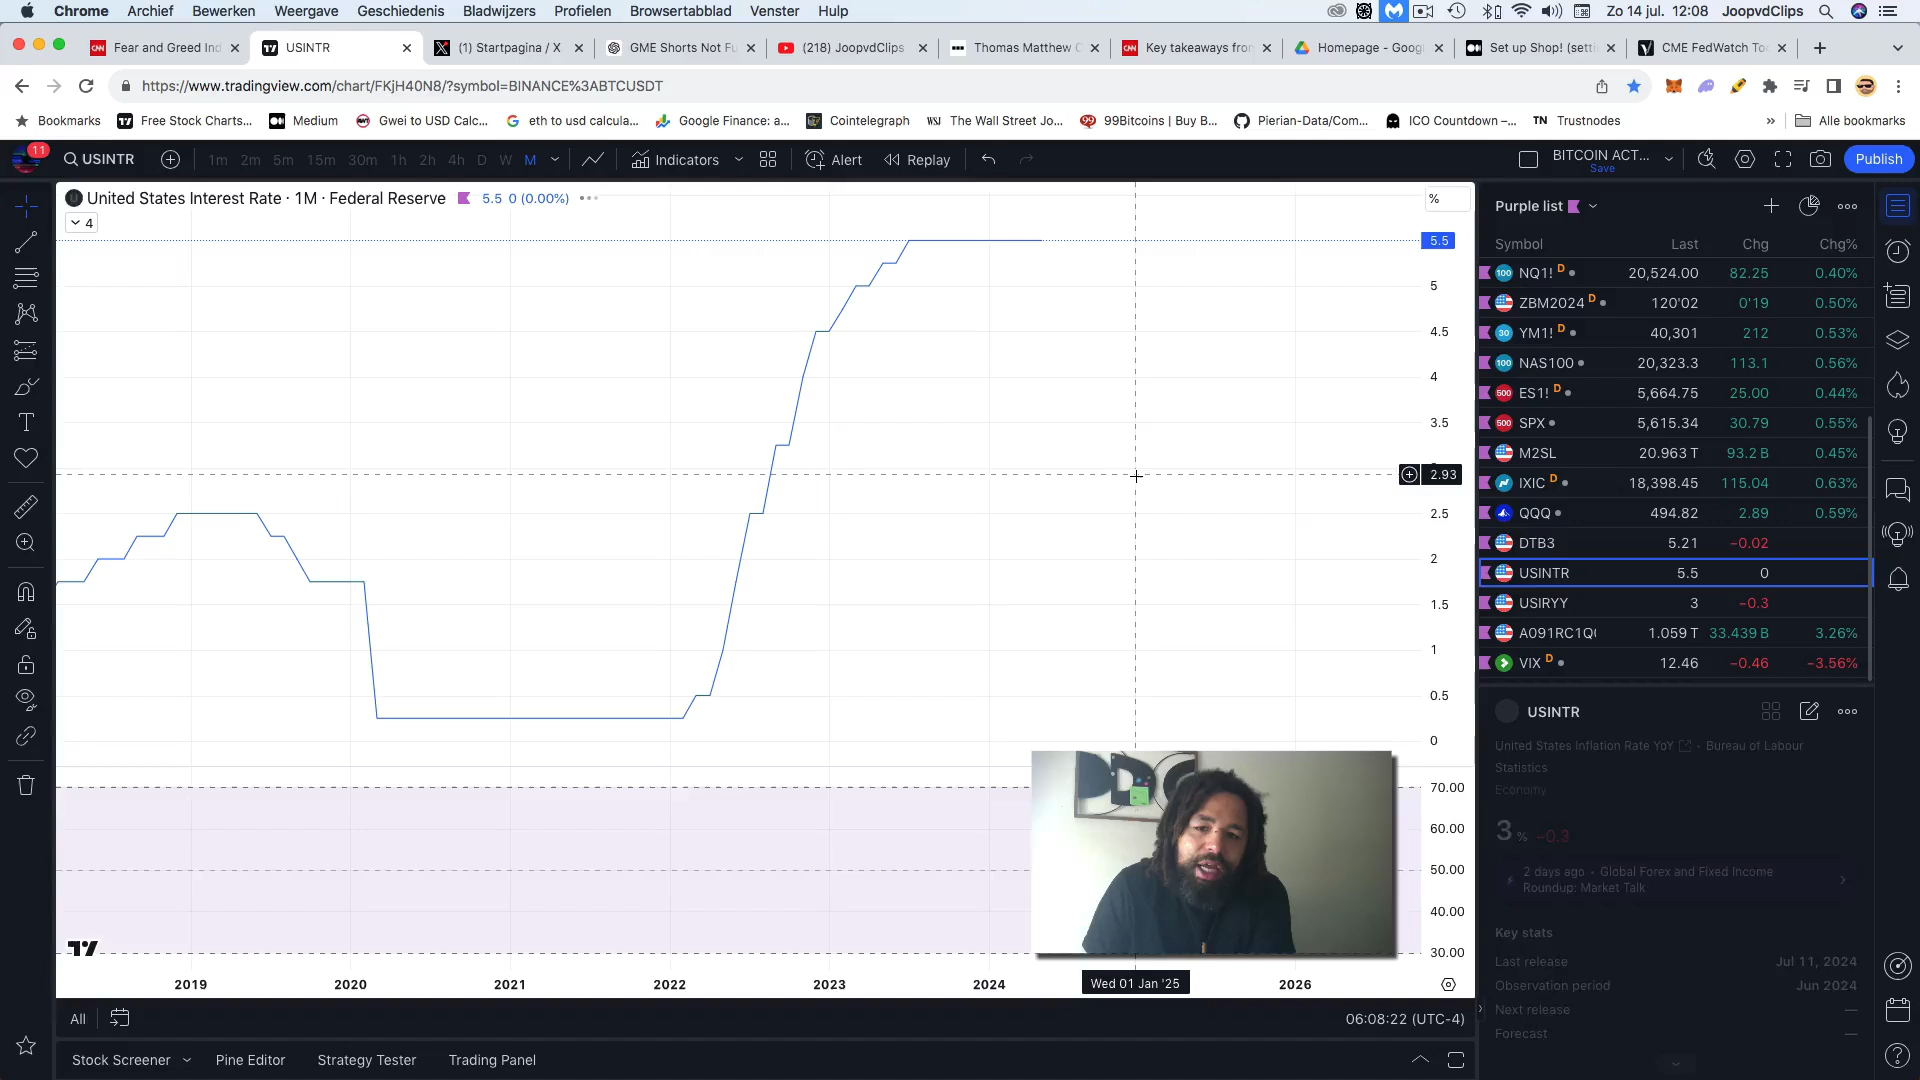 Chrome Archief Bewerken Weergave Geschiedenis Bladwijzers Profielen Browsertabblad Venster Hulp Zo 14 jul. 12:08 JoopvdClips
Fear and Greed Ind USINTR (1) Startpagina / X GME Shorts Not Fu (218) JoopvdClips Thomas Matthew C Key takeaways from Homepage - Googl Set up Shop! (setti CME FedWatch Too
https://www.tradingview.com/chart/FKjH40N8/?symbol=BINANCE%3ABTCUSDT
Bookmarks Free Stock Charts... Medium Gwei to USD Calc... eth to usd calcula... Google Finance: a... Cointelegraph WSJ The Wall Street Jo... 99Bitcoins | Buy B... Pierian-Data/Com... ICO Countdown –... TN Trustnodes » Alle bookmarks
11 USINTR 1m 2m 5m 15m 30m 1h 2h 4h D W M Indicators Alert Replay BITCOIN ACT... Save Publish
United States Interest Rate · 1M · Federal Reserve 5.5 0 (0.00%)
4
%
5.5
5
4.5
4
3.5
2.93
2.5
2
1.5
1
0.5
0
70.00
60.00
50.00
40.00
30.00
2019 2020 2021 2022 2023 2024 Wed 01 Jan '25 2026
All 06:08:22 (UTC-4)
Stock Screener Pine Editor Strategy Tester Trading Panel
Purple list
Symbol Last Chg Chg%
100 NQ1! D 20,524.00 82.25 0.40%
ZBM2024 D 120'02 0'19 0.50%
30 YM1! D 40,301 212 0.53%
100 NAS100 20,323.3 113.1 0.56%
500 ES1! D 5,664.75 25.00 0.44%
500 SPX 5,615.34 30.79 0.55%
M2SL 20.963 T 93.2 B 0.45%
IXIC D 18,398.45 115.04 0.63%
QQQ 494.82 2.89 0.59%
DTB3 5.21 −0.02
USINTR 5.5 0
USIRYY 3 −0.3
A091RC1Q 1.059 T 33.439 B 3.26%
VIX D 12.46 −0.46 −3.56%
USINTR
United States Inflation Rate YoY · Bureau of Labour
Statistics
Economy
3 % −0.3
2 days ago · Global Forex and Fixed Income
Roundup: Market Talk
Key stats
Last release Jul 11, 2024
Observation period Jun 2024
Next release —
Forecast —